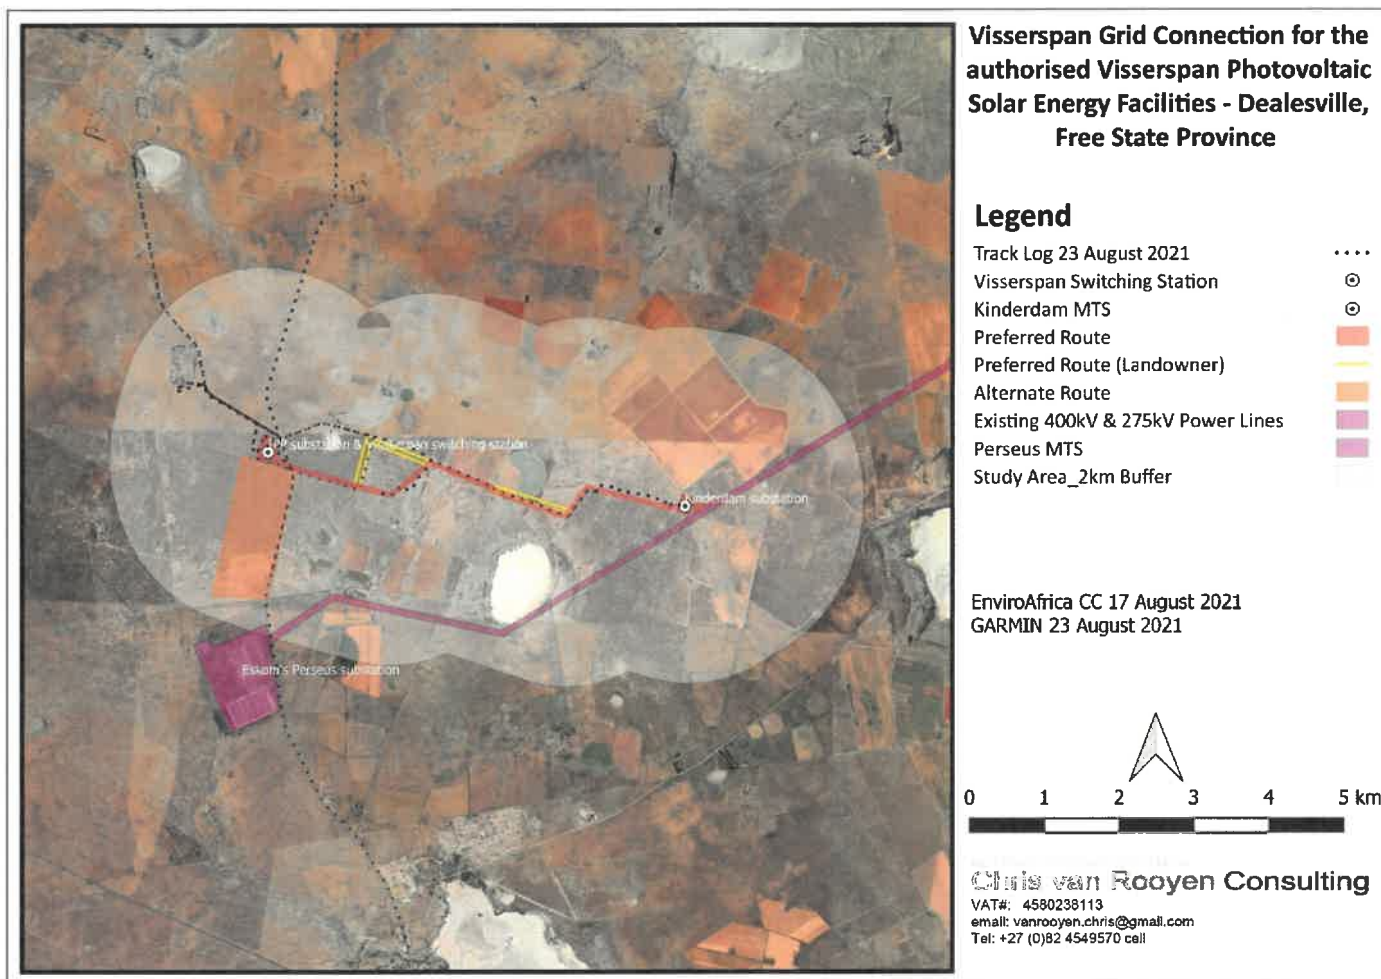 Visserspan Grid Connection for the
authorised Visserspan Photovoltaic
Solar Energy Facilities - Dealesville,
Free State Province
Legend
Track Log 23 August 2021
Visserspan Switching Station
Kinderdam MTS
Preferred Route
Preferred Route (Landowner)
Alternate Route
Existing 400kV & 275kV Power Lines
Perseus MTS
Study Area_2km Buffer
substation & switching station
Kinderdam substation
Eskom's Perseus substation
EnviroAfrica CC 17 August 2021
GARMIN 23 August 2021
0 1 2 3 4 5 km
Chris van Rooyen Consulting
VAT#: 4580238113
email: vanrooyen.chris@gmail.com
Tel: +27 (0)82 4549570 cell